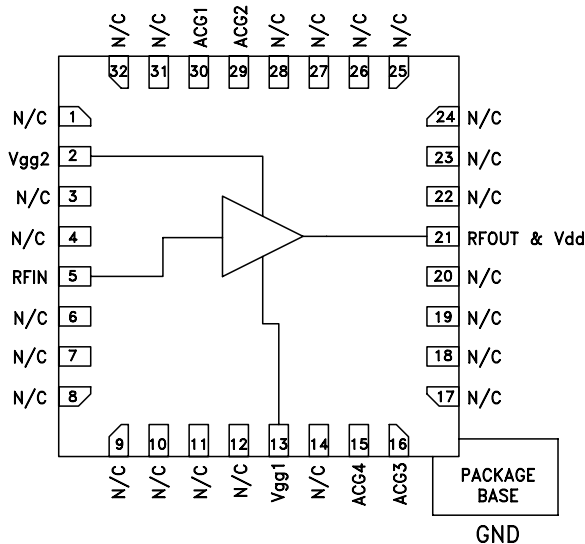 N/C N/C ACG1 ACG2 N/C N/C N/C N/C
32 31 30 29 28 27 26 25
N/C 1
Vgg2 2
N/C 3
N/C 4
RFIN 5
N/C 6
N/C 7
N/C 8
24 N/C
23 N/C
22 N/C
21 RFOUT & Vdd
20 N/C
19 N/C
18 N/C
17 N/C
9 10 11 12 13 14 15 16
N/C N/C N/C N/C Vgg1 N/C ACG4 ACG3
PACKAGE
BASE
GND